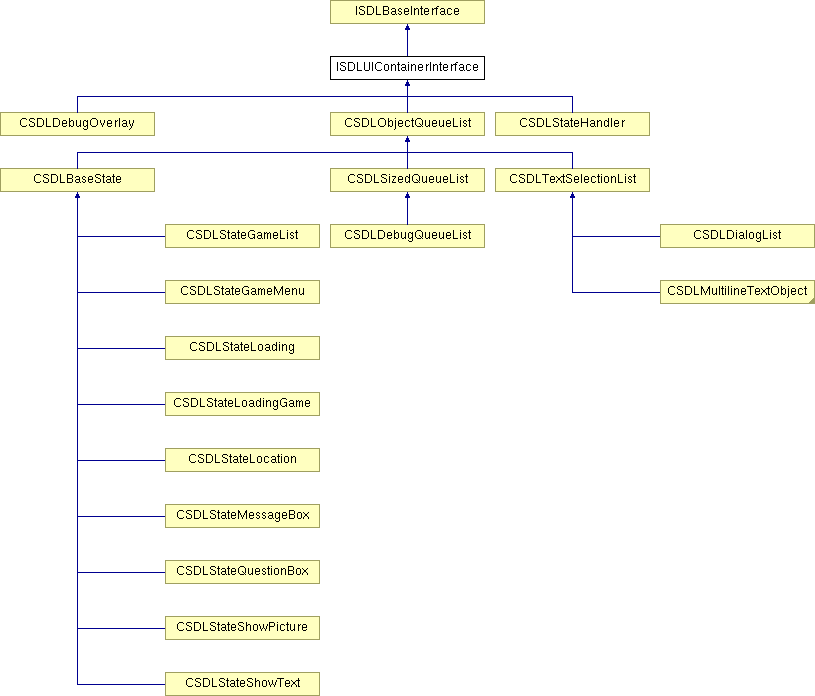 ISDLBaseInterface
ISDLUIContainerInterface
CSDLDebugOverlay
CSDLObjectQueueList
CSDLStateHandler
CSDLBaseState
CSDLSizedQueueList
CSDLTextSelectionList
CSDLStateGameList
CSDLDebugQueueList
CSDLDialogList
CSDLStateGameMenu
CSDLMultilineTextObject
CSDLStateLoading
CSDLStateLoadingGame
CSDLStateLocation
CSDLStateMessageBox
CSDLStateQuestionBox
CSDLStateShowPicture
CSDLStateShowText